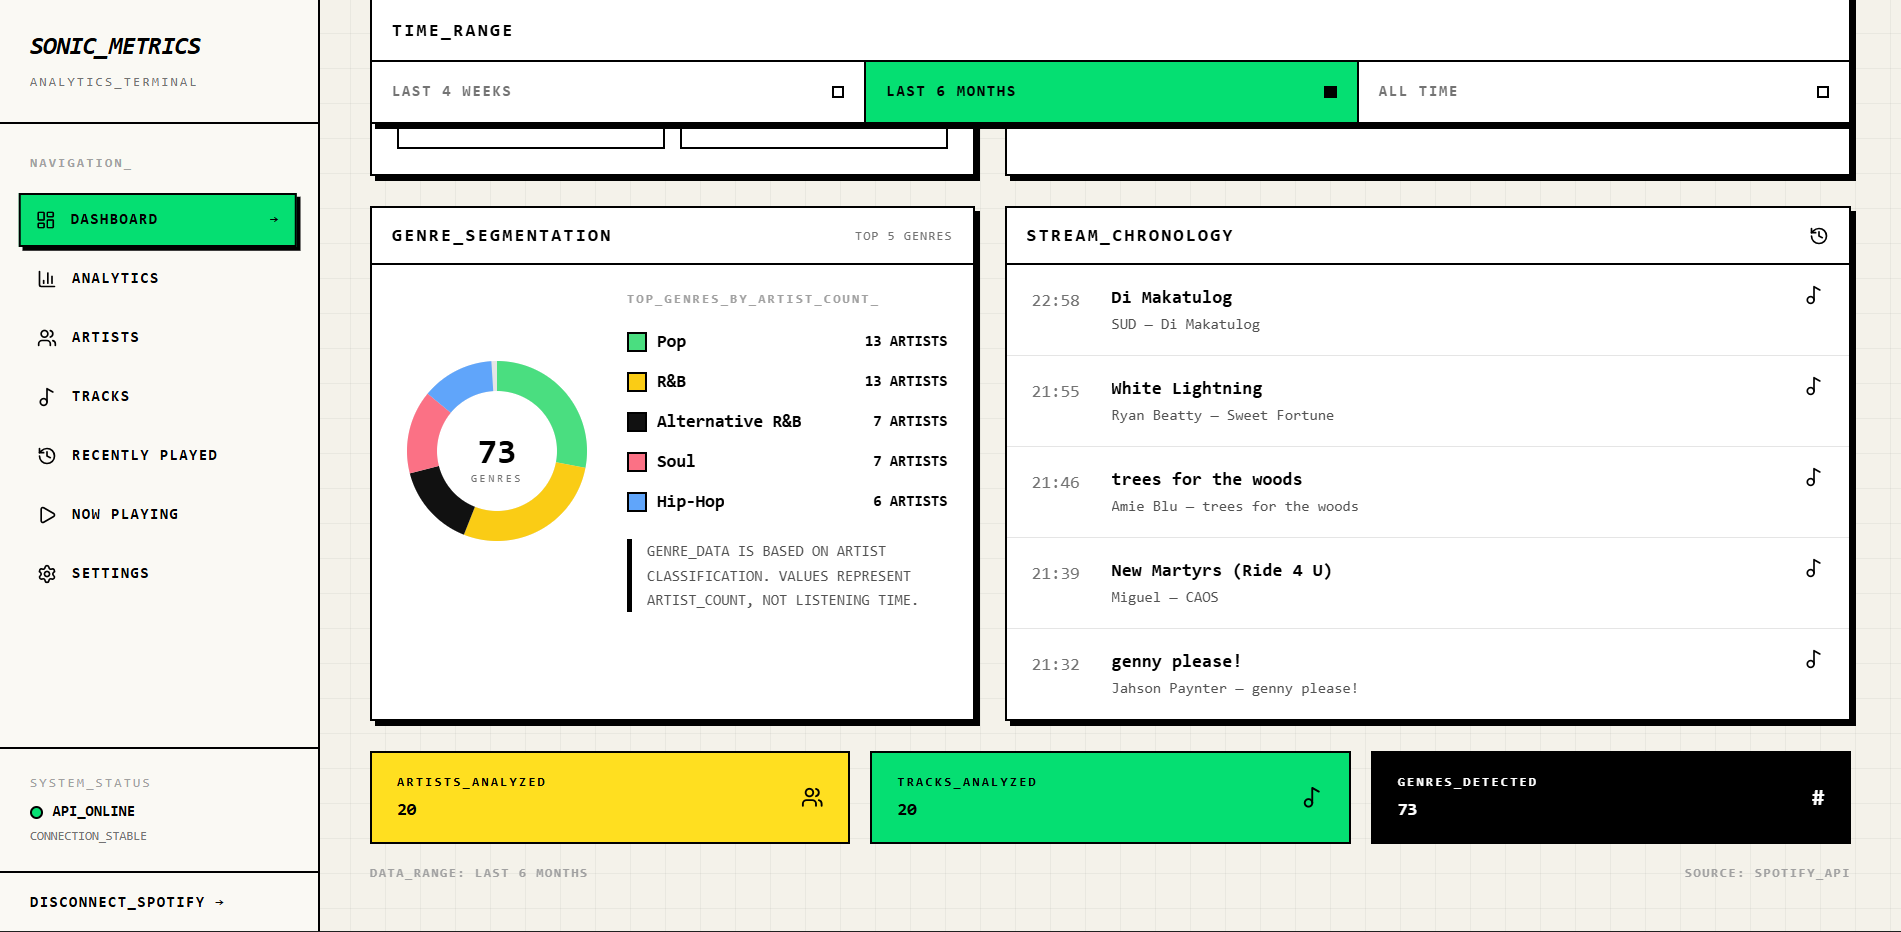 SONIC_METRICS
ANALYTICS_TERMINAL
NAVIGATION_
DASHBOARD →
ANALYTICS
ARTISTS
TRACKS
RECENTLY PLAYED
NOW PLAYING
SETTINGS
SYSTEM_STATUS
API_ONLINE
CONNECTION_STABLE
DISCONNECT_SPOTIFY →
TIME_RANGE
LAST 4 WEEKS
LAST 6 MONTHS
ALL TIME
GENRE_SEGMENTATION
TOP 5 GENRES
73
GENRES
TOP_GENRES_BY_ARTIST_COUNT_
Pop 13 ARTISTS
R&B 13 ARTISTS
Alternative R&B 7 ARTISTS
Soul 7 ARTISTS
Hip-Hop 6 ARTISTS
GENRE_DATA IS BASED ON ARTIST
CLASSIFICATION. VALUES REPRESENT
ARTIST_COUNT, NOT LISTENING TIME.
STREAM_CHRONOLOGY
22:58 Di Makatulog
SUD — Di Makatulog
21:55 White Lightning
Ryan Beatty — Sweet Fortune
21:46 trees for the woods
Amie Blu — trees for the woods
21:39 New Martyrs (Ride 4 U)
Miguel — CAOS
21:32 genny please!
Jahson Paynter — genny please!
ARTISTS_ANALYZED
20
TRACKS_ANALYZED
20
GENRES_DETECTED
73
#
DATA_RANGE: LAST 6 MONTHS
SOURCE: SPOTIFY_API